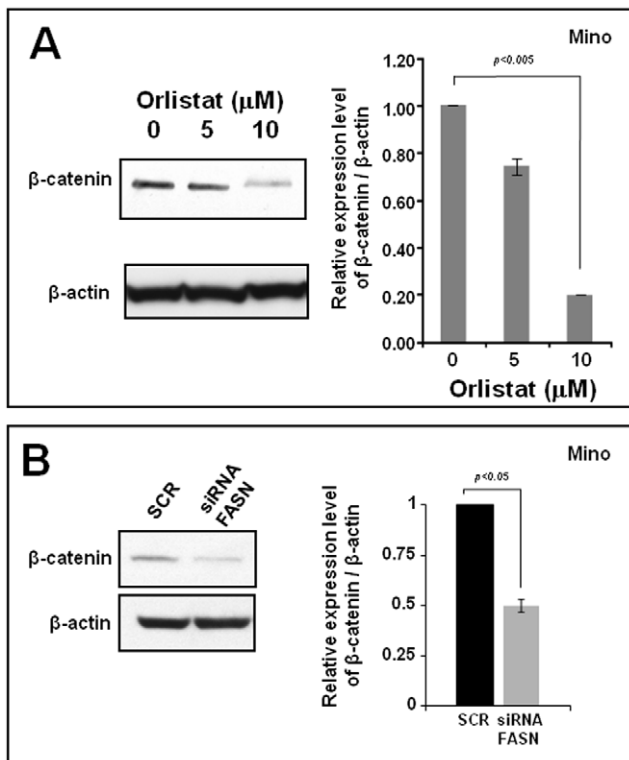 A
Mino
Orlistat (μM)
0 5 10
β-catenin
β-actin
Relative expression level
of β-catenin / β-actin
1.20
1.00
0.80
0.60
0.40
0.20
0.00
p<0.005
0 5 10
Orlistat (μM)
B
Mino
SCR
siRNA
FASN
β-catenin
β-actin
Relative expression level
of β-catenin / β-actin
1
0.75
0.5
0.25
0
p<0.05
SCR siRNA
FASN